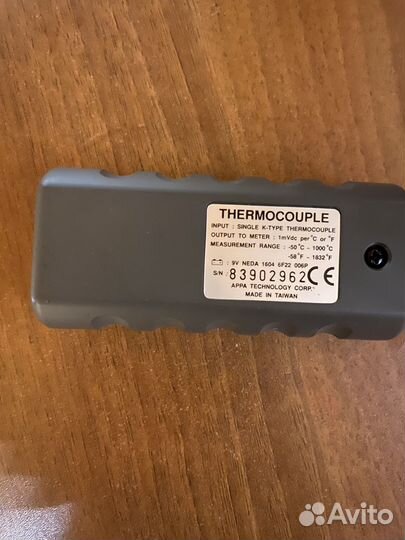 THERMOCOUPLE
INPUT : SINGLE K-TYPE THERMOCOUPLE
OUTPUT TO METER : 1mVdc per °C or °F
MEASUREMENT RANGE : -50°C ~ 1000°C
-58°F ~ 1832°F
: 9V NEDA 1604 6F22 006P
S/N : 83902962 CE
APPA TECHNOLOGY CORP.
MADE IN TAIWAN
Avito